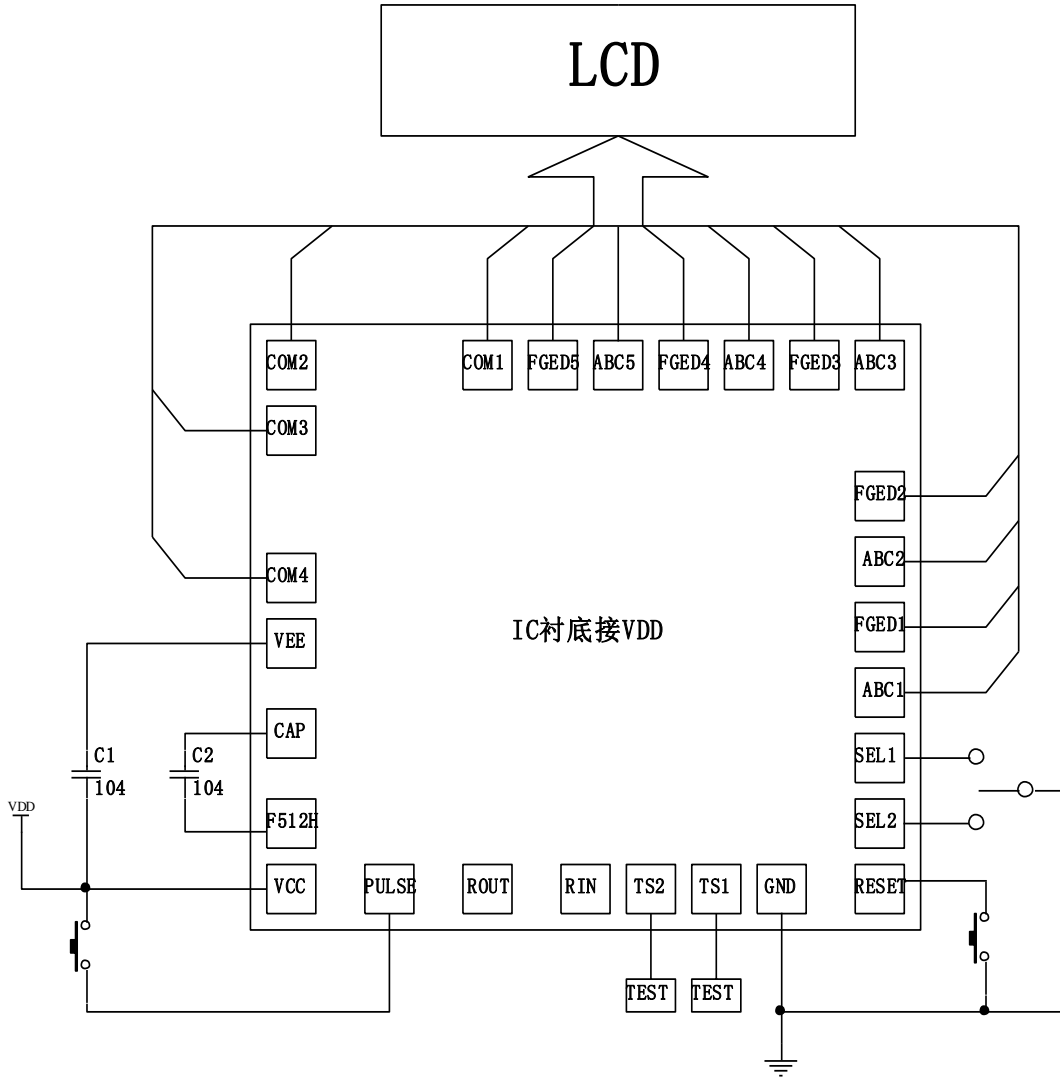 LCD
COM2
COM1
FGED5
ABC5
FGED4
ABC4
FGED3
ABC3
COM3
FGED2
ABC2
COM4
FGED1
IC衬底接VDD
VEE
ABC1
CAP
SEL1
C1
104
C2
104
VDD
F512H
SEL2
VCC
PULSE
ROUT
RIN
TS2
TS1
GND
RESET
TEST
TEST